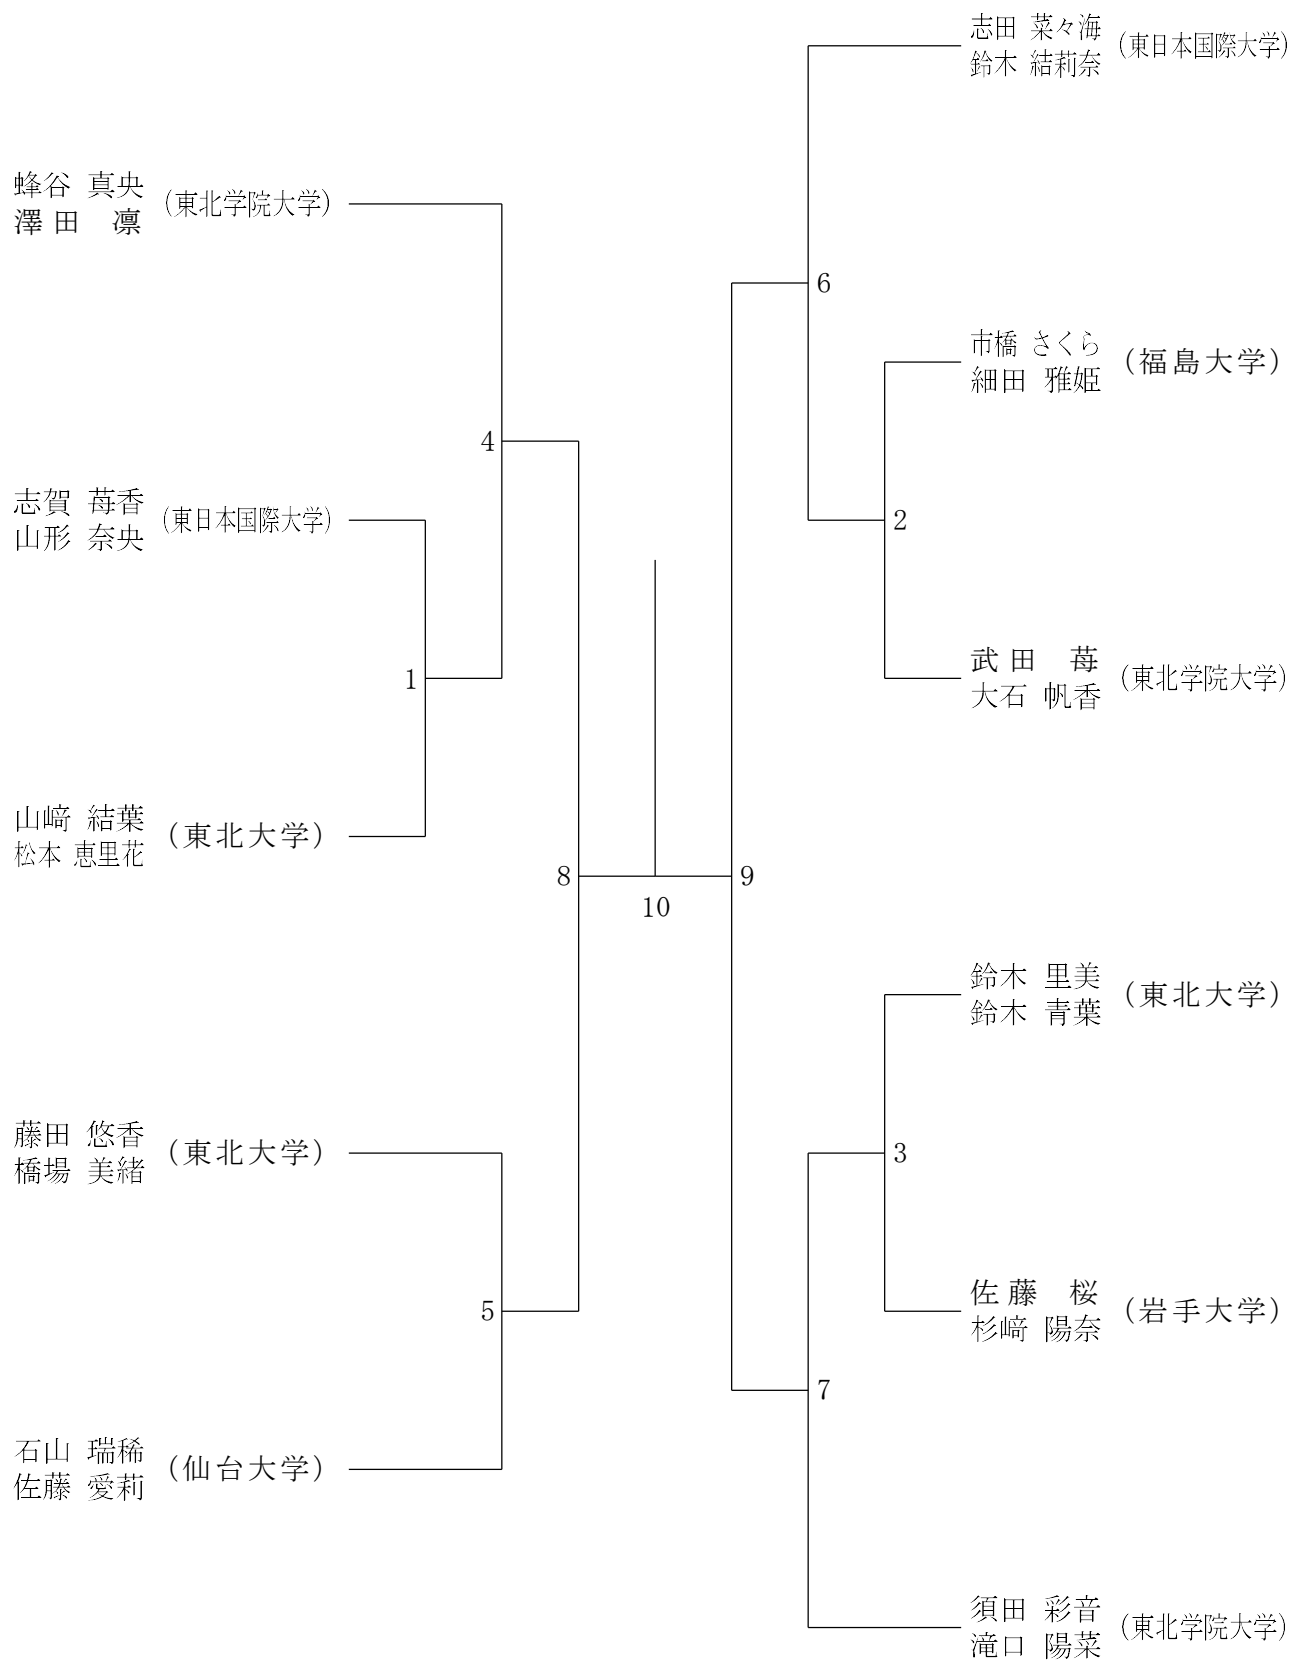 蜂谷 真央
澤田 凛
(東北学院大学)
4
志賀 苺香
山形 奈央
(東日本国際大学)
1
山﨑 結葉
松本 恵里花
(東北大学)
8
藤田 悠香
橋場 美緒
(東北大学)
5
石山 瑞稀
佐藤 愛莉
(仙台大学)
10
志田 菜々海
鈴木 結莉奈
(東日本国際大学)
6
市橋 さくら
細田 雅姫
(福島大学)
2
武田 苺
大石 帆香
(東北学院大学)
9
鈴木 里美
鈴木 青葉
(東北大学)
3
佐藤 桜
杉﨑 陽奈
(岩手大学)
7
須田 彩音
滝口 陽菜
(東北学院大学)